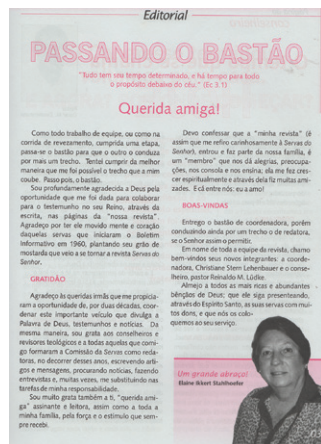 Editorial
PASSANDO O BASTÃO
"Tudo tem seu tempo determinado, e há tempo para todo
o propósito debaixo do céu." (Ec 3.1)
Querida amiga!
Como todo trabalho de equipe, ou como na
corrida de revezamento, cumprida uma etapa,
passa-se o bastão para que o outro o conduza
por mais um trecho. Tentei cumprir da melhor
maneira que me foi possível o trecho que a mim
coube. Passo pois, o bastão.
Sou profundamente agradecida a Deus pela
oportunidade que me foi dada para colaborar
para o testemunho no seu Reino, através da
escrita, nas páginas da "nossa revista".
Agradeço por ter ele movido mente e coração
daquelas servas que iniciaram o Boletim
Informativo em 1960, plantando seu grão de
mostarda que veio a se tornar a revista Servas do
Senhor.
GRATIDÃO
Agradeço às queridas irmãs que me propicia-
ram a oportunidade de, por duas décadas, coor-
denar este importante veículo que divulga a
Palavra de Deus, testemunhos e notícias. Da
mesma maneira, sou grata aos conselheiros e
revisores teológicos e a todas aquelas que comi-
go formaram a Comissão da Servas como reda-
toras, no decorrer desses anos, escrevendo arti-
gos e mensagens, procurando notícias, fazendo
entrevistas e, muitas vezes, me substituindo nas
tarefas de minha responsabilidade.
Sou muito grata também a ti, "querida ami-
ga" assinante e leitora, assim como a toda a
minha família, pela força e o estímulo que sem-
pre recebi.
Devo confessar que a "minha revista" (é
assim que me refiro carinhosamente à Servas do
Senhor), entrou e faz parte da nossa família, é
um "membro" que nos dá alegrias, preocupa-
ções, nos consola e nos ensina; ela me fez cres-
cer espiritualmente e através dela fiz muitas ami-
zades. E cá entre nós: eu a amo!
BOAS-VINDAS
Entrego o bastão de coordenadora, porém
conduzindo ainda por um trecho o de redatora,
se o Senhor assim o permitir.
Em nome de toda a equipe da revista, chamo
bem-vindos seus novos integrantes: a coorde-
nadora, Christiane Stem Lehenbauer e o conse-
lheiro, pastor Reinaldo M. Lüdke.
Almejo a todos as mais ricas e abundantes
bênçãos de Deus; que ele siga presenteando,
através do Espírito Santo, as suas servas com mui-
tos dons, e que nós os colo-
quemos ao seu serviço.
Um grande abraço!
Elaine Ikkert Stahlhoefer